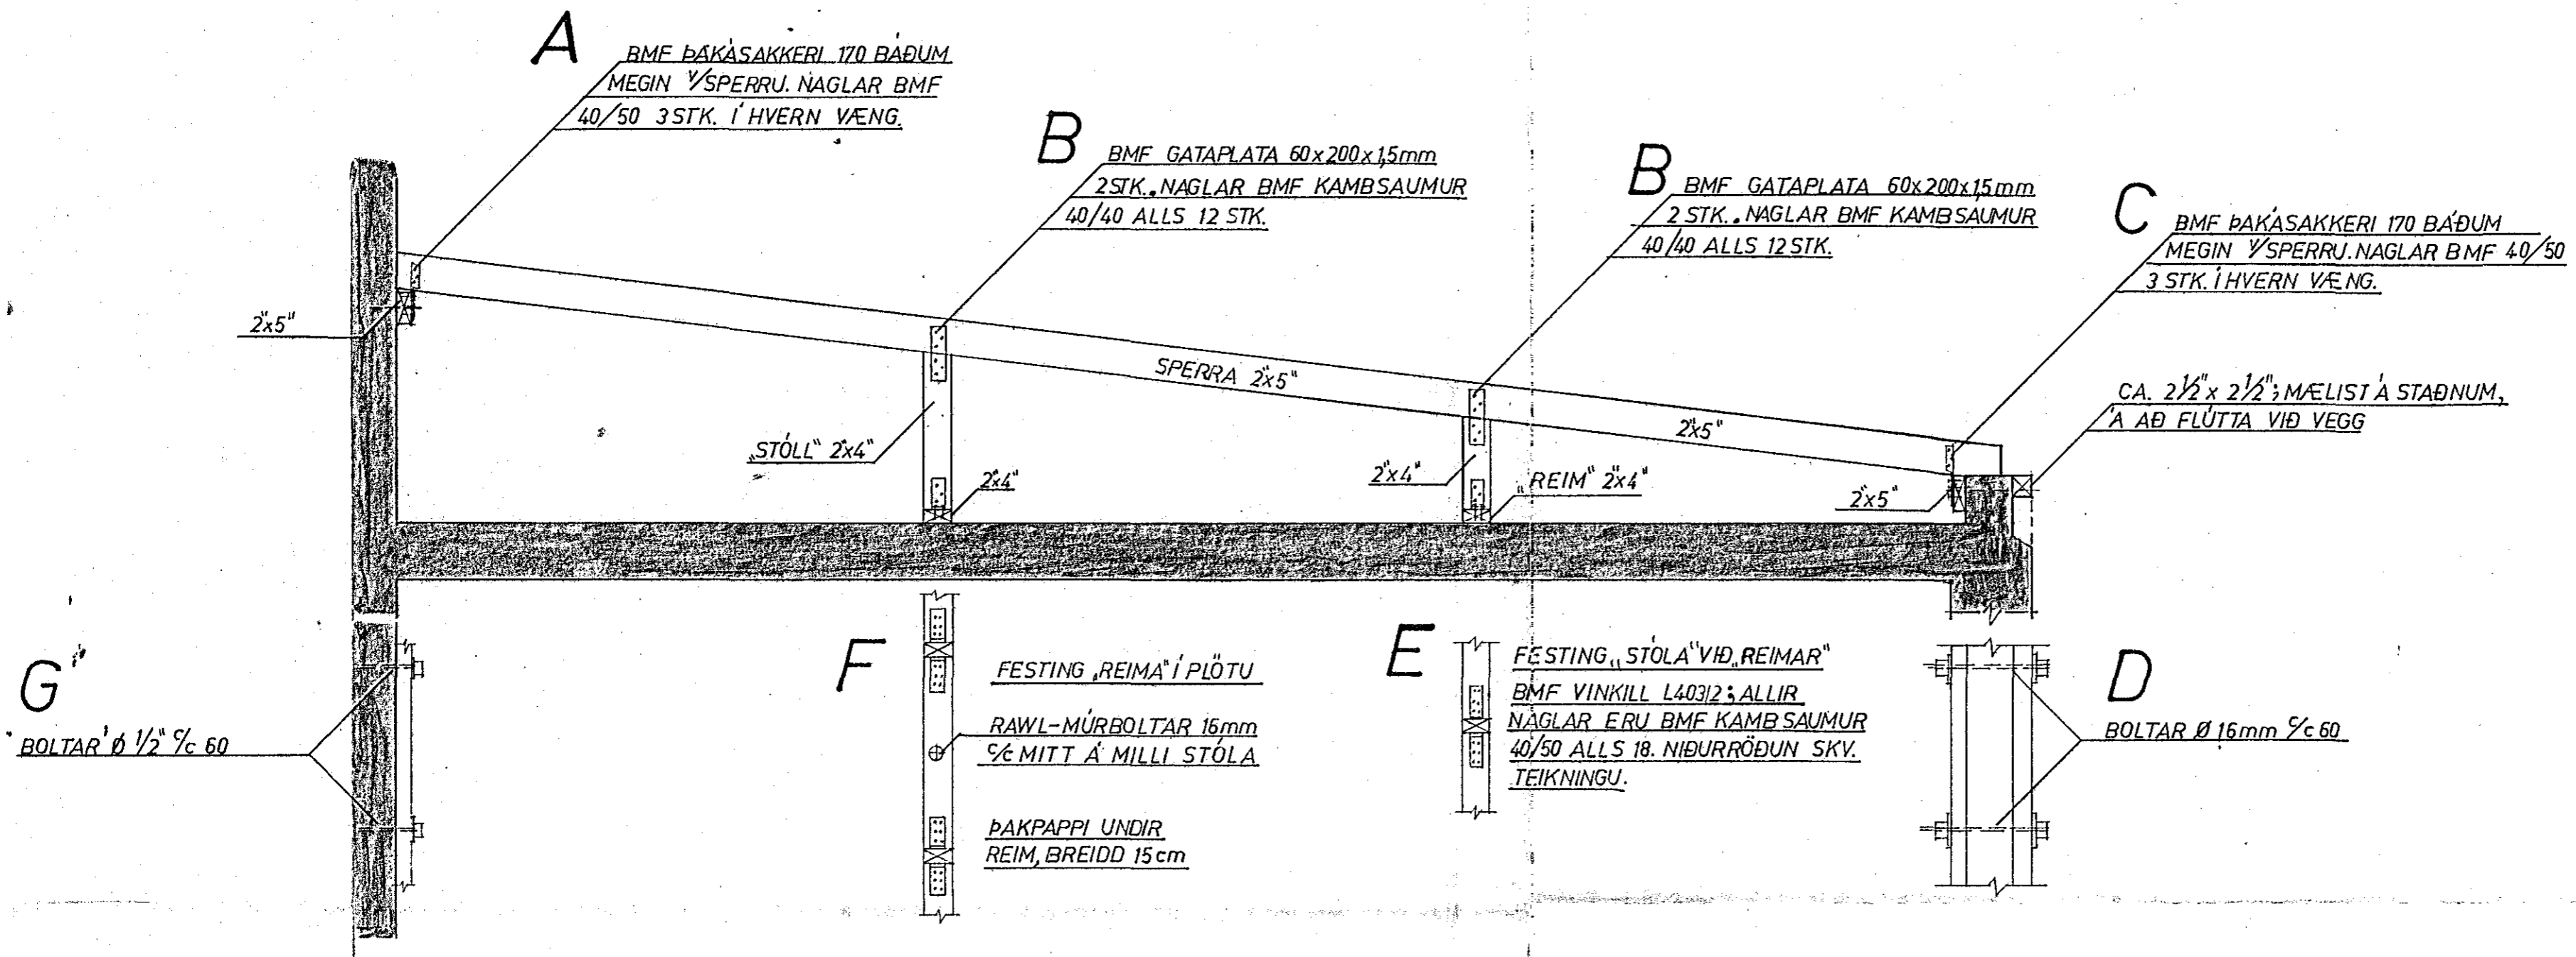 A
BMF ÞAKÁSAKKERI 170 BÁÐUM
MEGIN V/SPERRU. NAGLAR BMF
40/50 3 STK. Í HVERN VÆNG.
B
BMF GATAPLATA 60x200x1,5mm
2STK. NAGLAR BMF KAMBSAUMUR
40/40 ALLS 12 STK.
B
BMF GATAPLATA 60x200x1,5mm
2 STK. NAGLAR BMF KAMBSAUMUR
40/40 ALLS 12 STK.
C
BMF ÞAKÁSAKKERI 170 BÁÐUM
MEGIN V/SPERRU. NAGLAR BMF 40/50
3 STK. Í HVERN VÆNG.
2"x5"
SPERRA 2"x5"
2"x5"
CA. 2 1/2" x 2 1/2"; MÆLIST Á STAÐNUM,
Á AÐ FLÚTTA VIÐ VEGG
„STÓLL" 2"x4"
2"x4"
2"x4"
„REIM" 2"x4"
2"x5"
G
BOLTAR Ø 1/2" c/c 60
F
FESTING „REIMA" Í PLÖTU
RAWL-MÚRBOLTAR 16mm
c/c MITT Á MILLI STÓLA
ÞAKPAPPI UNDIR
REIM, BREIDD 15 cm
E
FESTING „STÓLA" VIÐ „REIMAR"
BMF VINKILL L40312; ALLIR
NAGLAR ERU BMF KAMBSAUMUR
40/50 ALLS 18. NIÐURRÖÐUN SKV.
TEIKNINGU.
D
BOLTAR Ø 16mm c/c 60